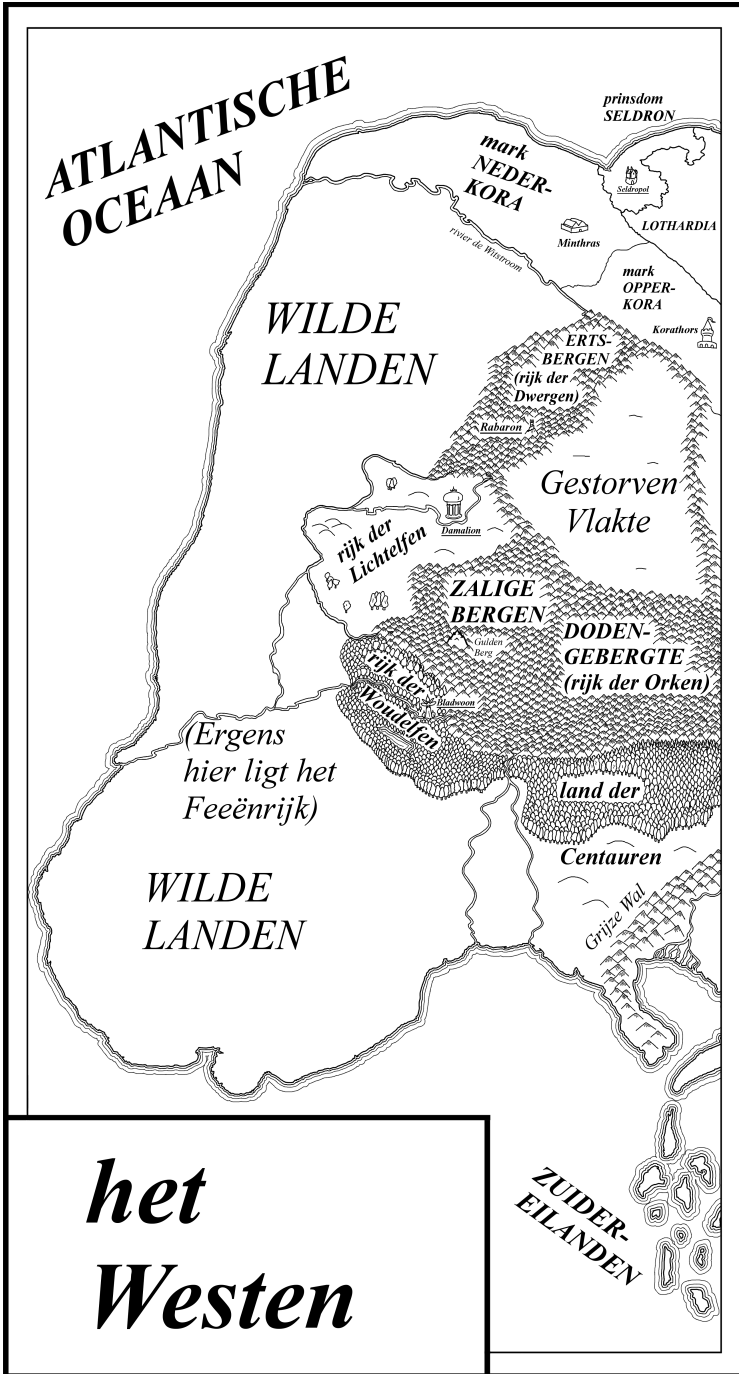 ATLANTISCHE
OCEAAN
prinsdom
SELDRON
mark
NEDER-
KORA
Seldropol
LOTHARDIA
Minthras
rivier de Witstroom
mark
OPPER-
KORA
Korathors
WILDE
LANDEN
ERTS-
BERGEN
(rijk der
Dwergen)
Rabaron
Gestorven
Vlakte
Damalion
rijk der
Lichtelfen
ZALIGE
BERGEN
Gulden
Berg
DODEN-
GEBERGTE
(rijk der Orken)
rijk der
Woudelfen
Bladwoon
(Ergens
hier ligt het
Feeënrijk)
land der
Centauren
WILDE
LANDEN
Grijze Wal
ZUIDER-
EILANDEN
het
Westen